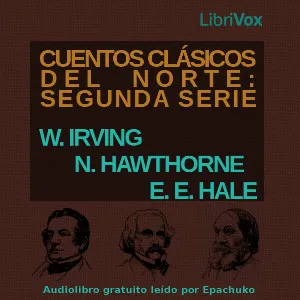 LibriVox
CUENTOS CLÁSICOS
DEL NORTE:
SEGUNDA SERIE
W. IRVING
N. HAWTHORNE
E. E. HALE
Audiolibro gratuito leído por Epachuko